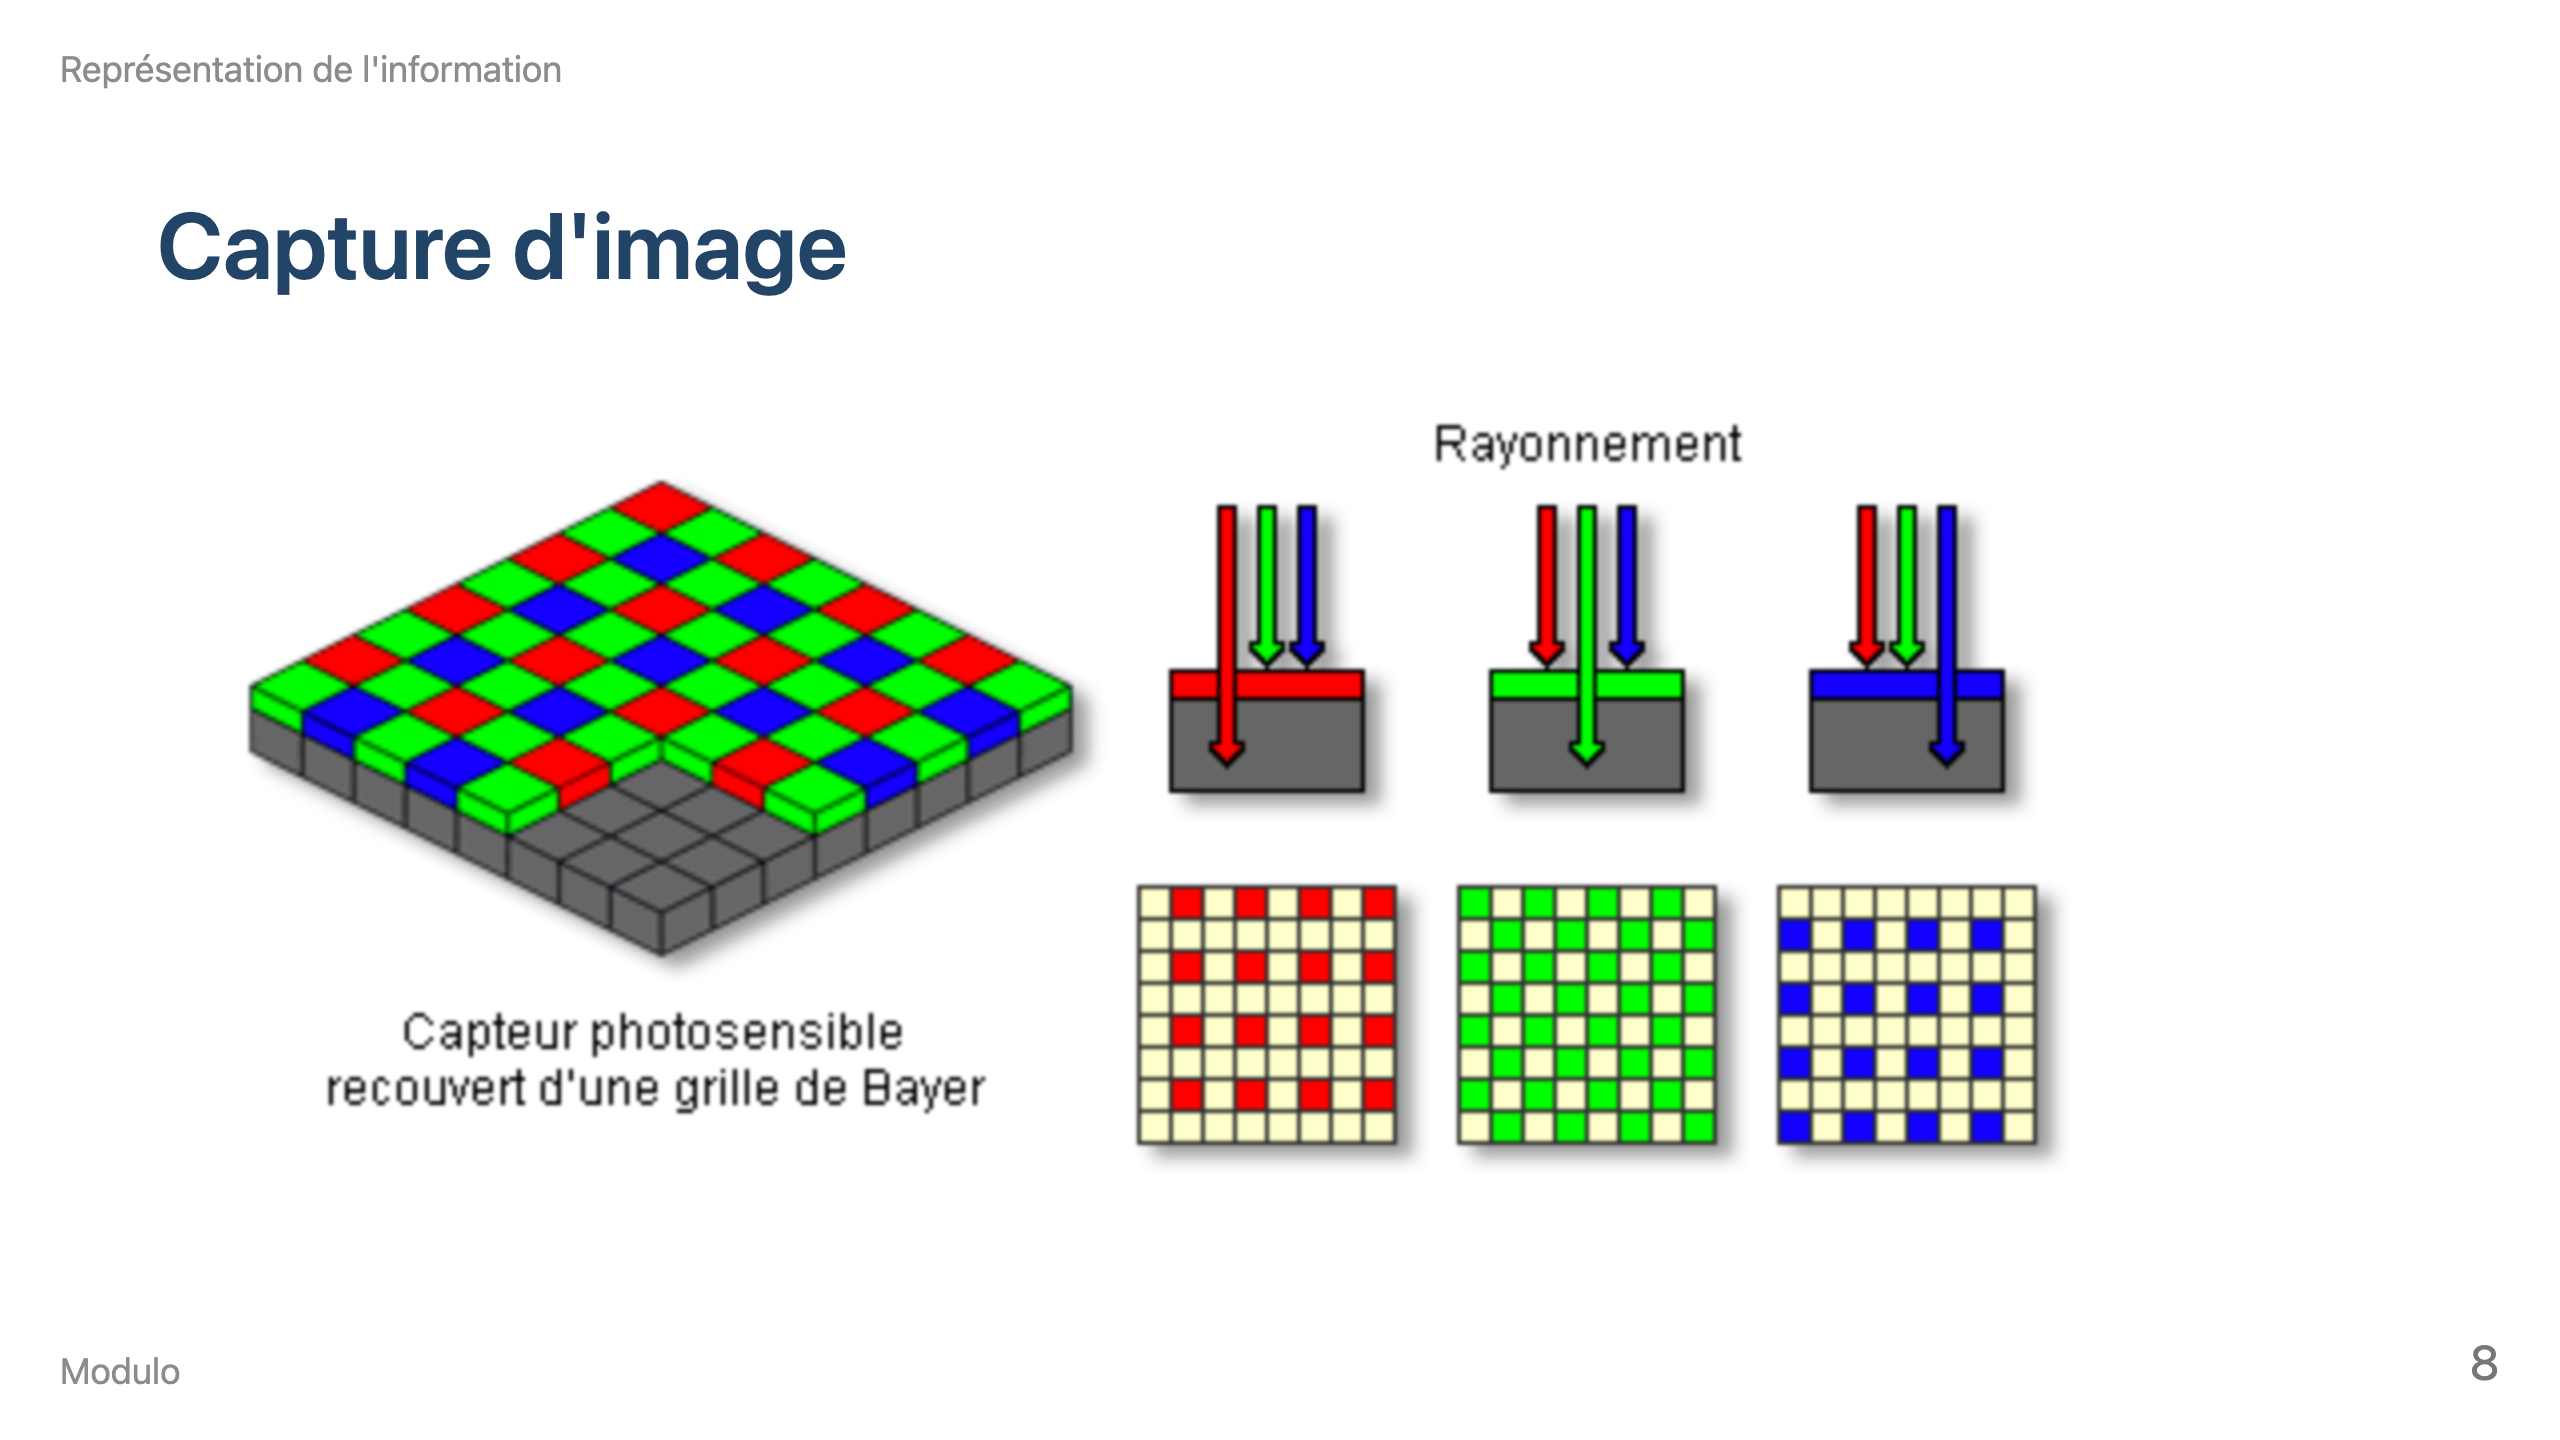 Représentation de l'information
Capture d'image
Rayonnement
Capteur photosensible
recouvert d'une grille de Bayer
Modulo
8